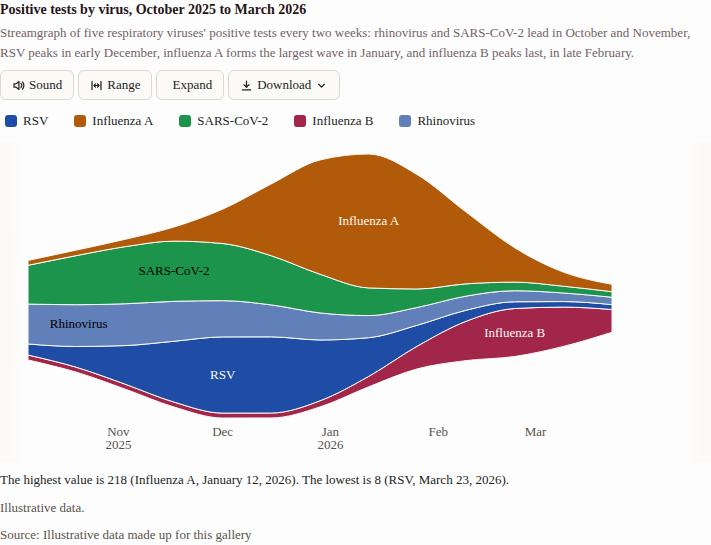 Positive tests by virus, October 2025 to March 2026
Streamgraph of five respiratory viruses' positive tests every two weeks: rhinovirus and SARS-CoV-2 lead in October and November,
RSV peaks in early December, influenza A forms the largest wave in January, and influenza B peaks last, in late February.
Sound Range Expand Download
RSV Influenza A SARS-CoV-2 Influenza B Rhinovirus
Influenza A
SARS-CoV-2
Rhinovirus
Influenza B
RSV
Nov Dec Jan Feb Mar
2025 2026
The highest value is 218 (Influenza A, January 12, 2026). The lowest is 8 (RSV, March 23, 2026).
Illustrative data.
Source: Illustrative data made up for this gallery